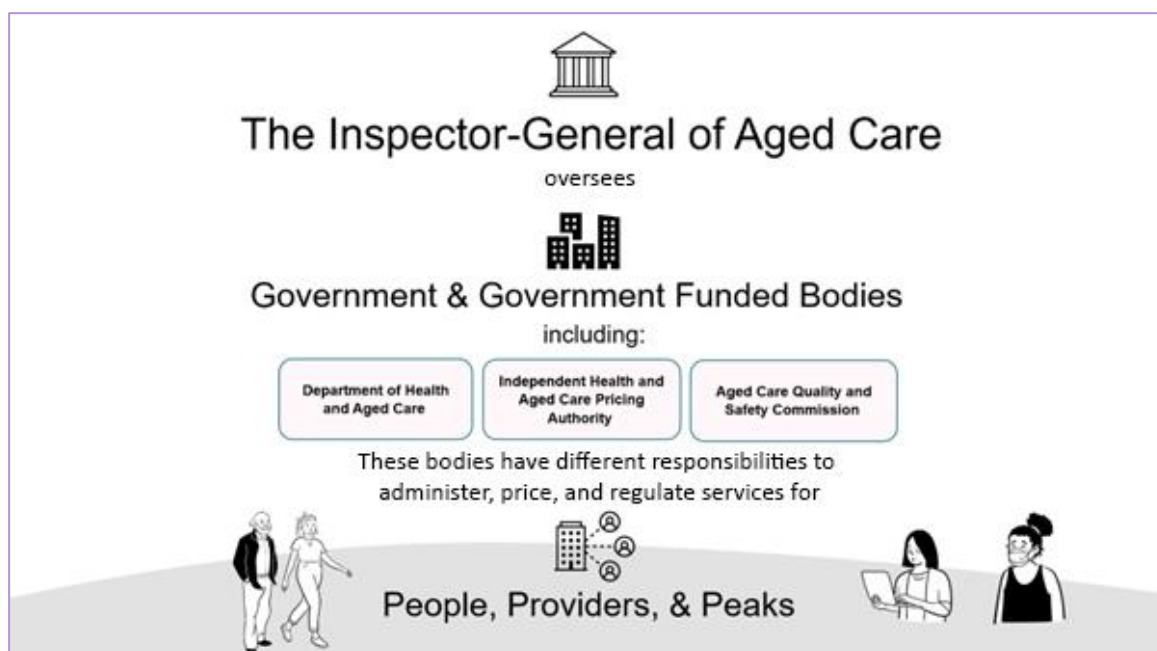 The Inspector-General of Aged Care
oversees
Government & Government Funded Bodies
including:
Department of Health
and Aged Care
Independent Health and
Aged Care Pricing
Authority
Aged Care Quality and
Safety Commission
These bodies have different responsibilities to
administer, price, and regulate services for
People, Providers, & Peaks